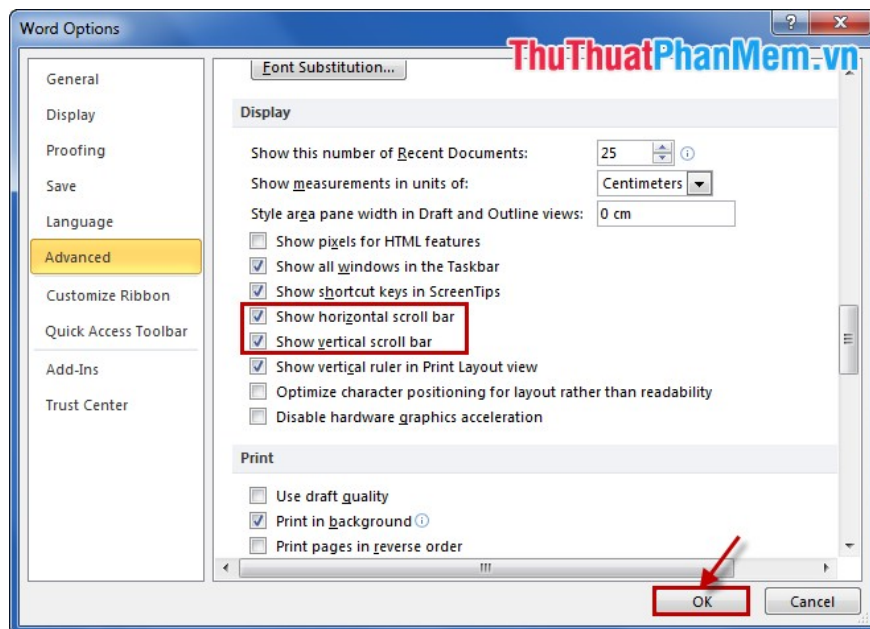 Word Options
ThuThuatPhanMem.vn
General
Display
Proofing
Save
Language
Advanced
Customize Ribbon
Quick Access Toolbar
Add-Ins
Trust Center
Font Substitution...
Display
Show this number of Recent Documents: 25
Show measurements in units of: Centimeters
Style area pane width in Draft and Outline views: 0 cm
Show pixels for HTML features
Show all windows in the Taskbar
Show shortcut keys in ScreenTips
Show horizontal scroll bar
Show vertical scroll bar
Show vertical ruler in Print Layout view
Optimize character positioning for layout rather than readability
Disable hardware graphics acceleration
Print
Use draft quality
Print in background
Print pages in reverse order
OK Cancel